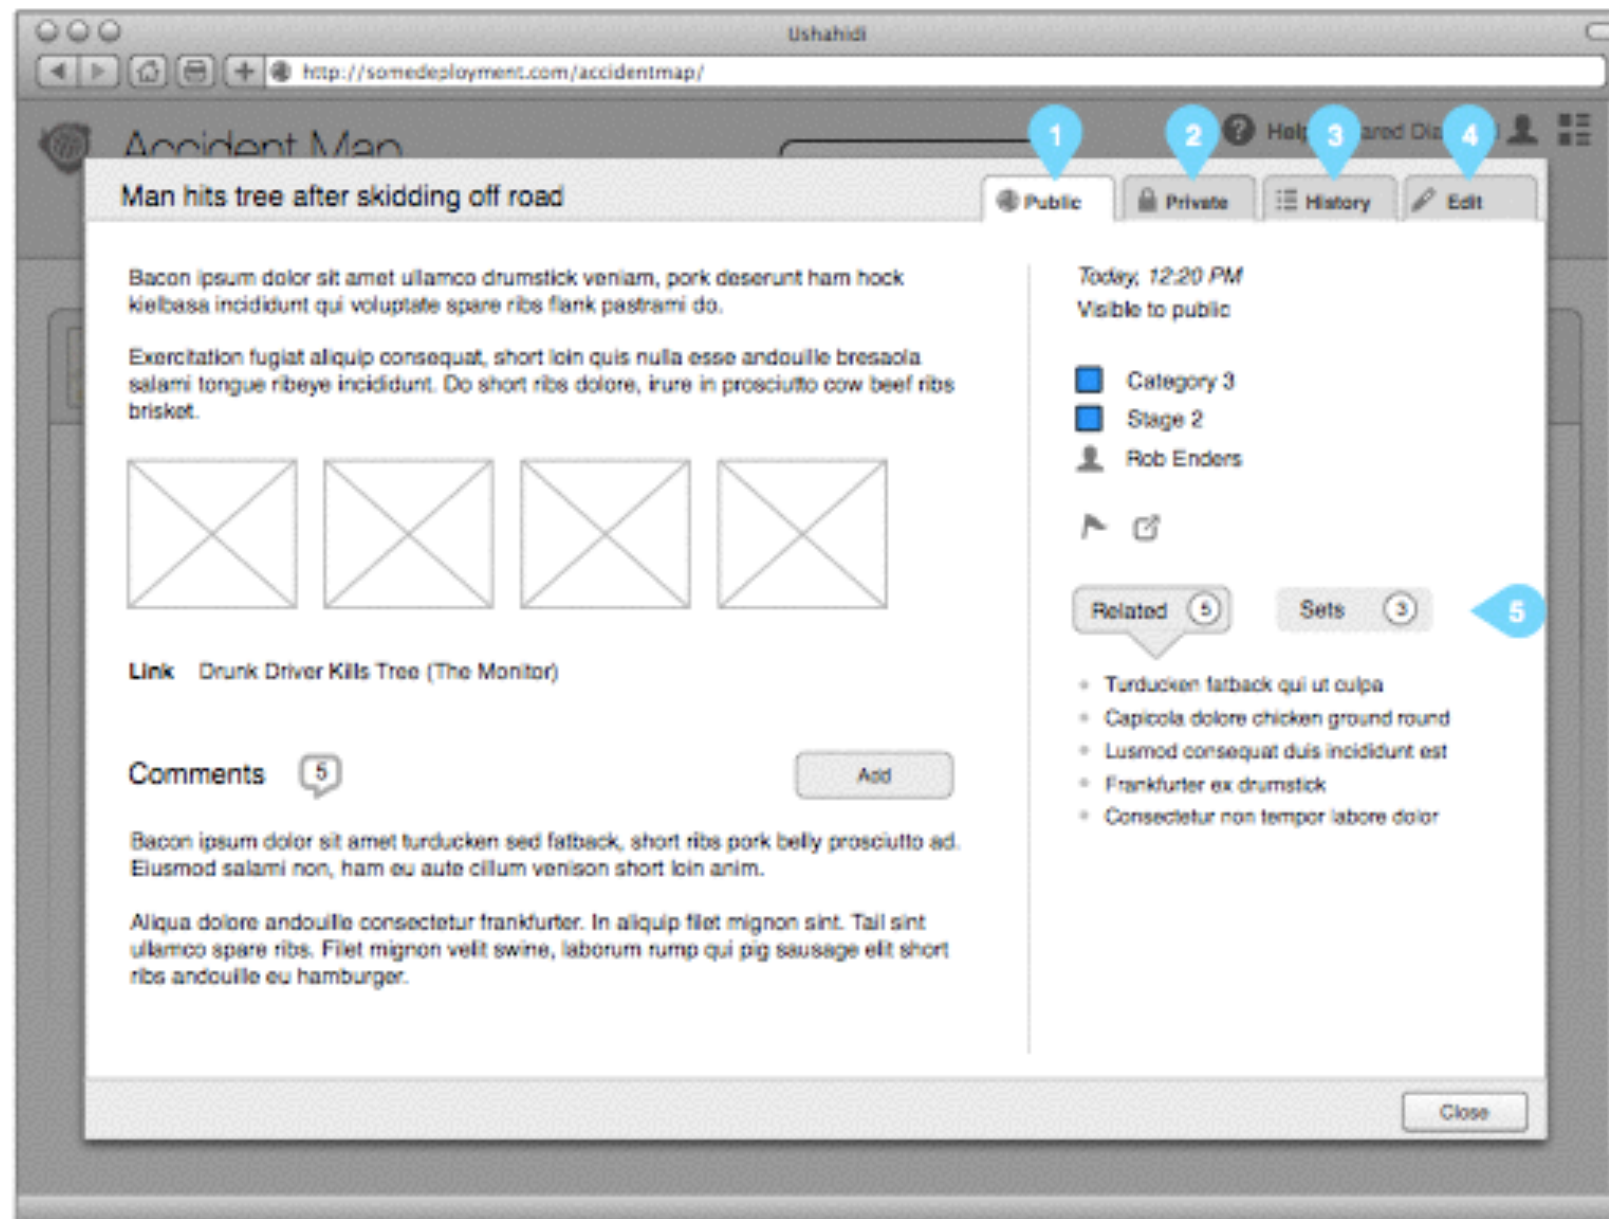 Ushahidi
http://somedeployment.com/accidentmap/
Accident Map
Help
ared Dia
1
2
3
4
Man hits tree after skidding off road
Public
Private
History
Edit
Bacon ipsum dolor sit amet ullamco drumstick veniam, pork deserunt ham hock
kielbasa incididunt qui voluptate spare ribs flank pastrami do.
Exercitation fugiat aliquip consequat, short loin quis nulla esse andouille bresaola
salami tongue ribeye incididunt. Do short ribs dolore, irure in prosciutto cow beef ribs
brisket.
Link Drunk Driver Kills Tree (The Monitor)
Comments 5
Add
Bacon ipsum dolor sit amet turducken sed fatback, short ribs pork belly prosciutto ad.
Eiusmod salami non, ham eu aute cillum venison short loin anim.
Aliqua dolore andouille consectetur frankfurter. In aliquip filet mignon sint. Tail sint
ullamco spare ribs. Filet mignon velit swine, laborum rump qui pig sausage elit short
ribs andouille eu hamburger.
Today, 12:20 PM
Visible to public
Category 3
Stage 2
Rob Enders
Related 5
Sets 3
5
Turducken fatback qui ut culpa
Capicola dolore chicken ground round
Lusmod consequat duis incididunt est
Frankfurter ex drumstick
Consectetur non tempor labore dolor
Close